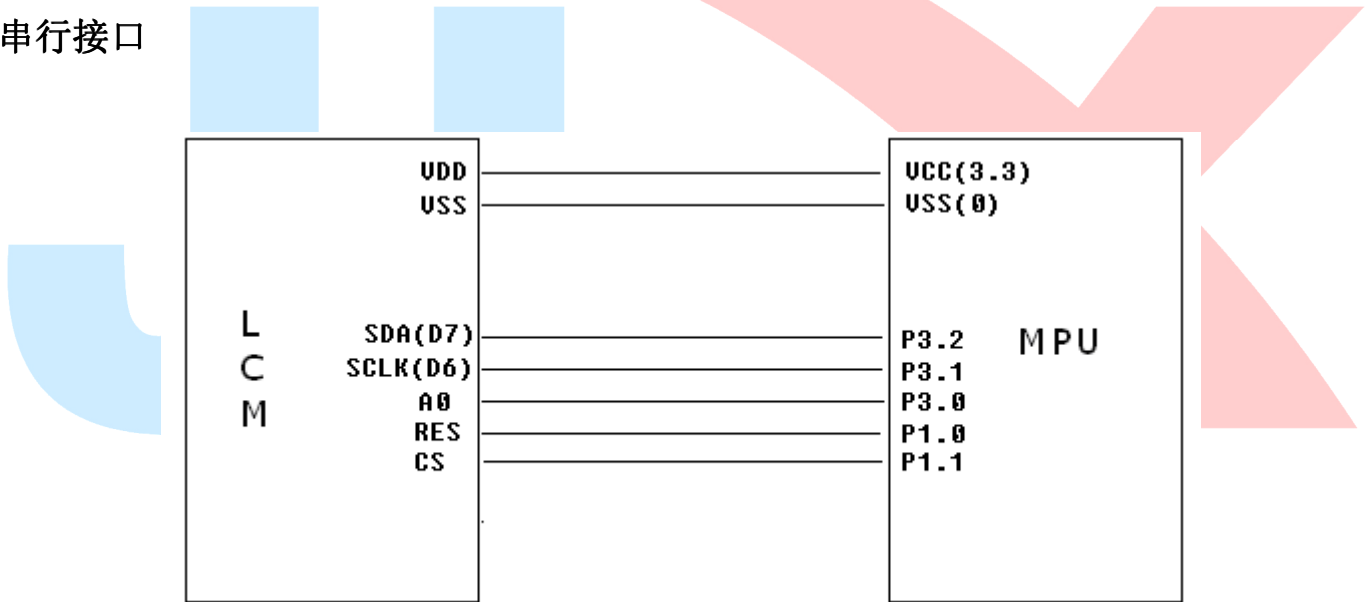 串行接口
VDD VCC(3.3)
VSS VSS(0)
L
C
M
SDA(D7) P3.2 MPU
SCLK(D6) P3.1
A0 P3.0
RES P1.0
CS P1.1